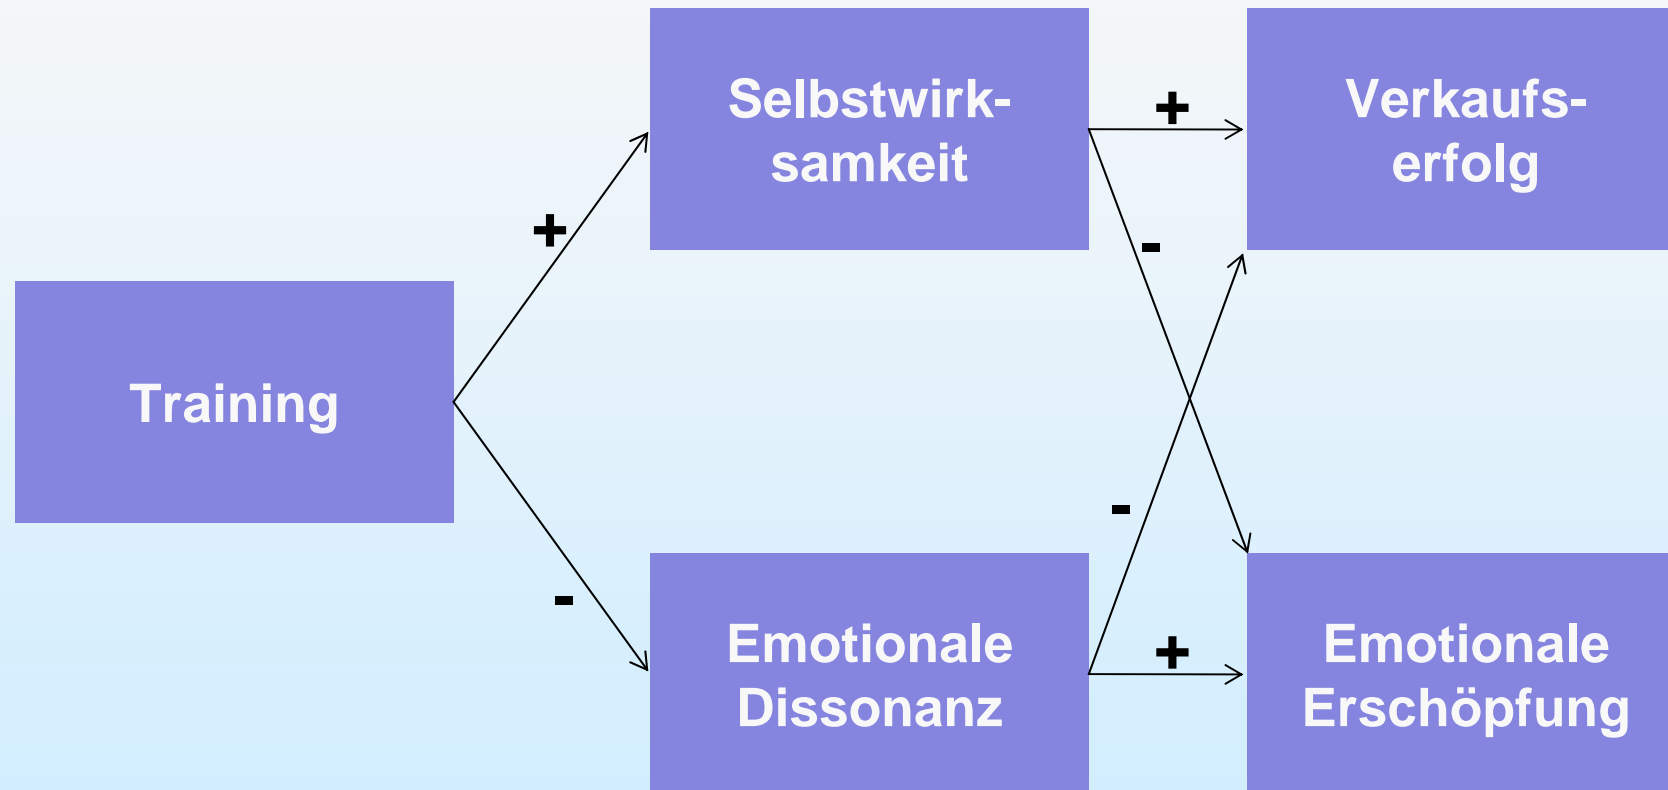 Selbstwirk-
samkeit
+
Verkaufs-
erfolg
+
-
Training
-
-
Emotionale
Dissonanz
+
Emotionale
Erschöpfung